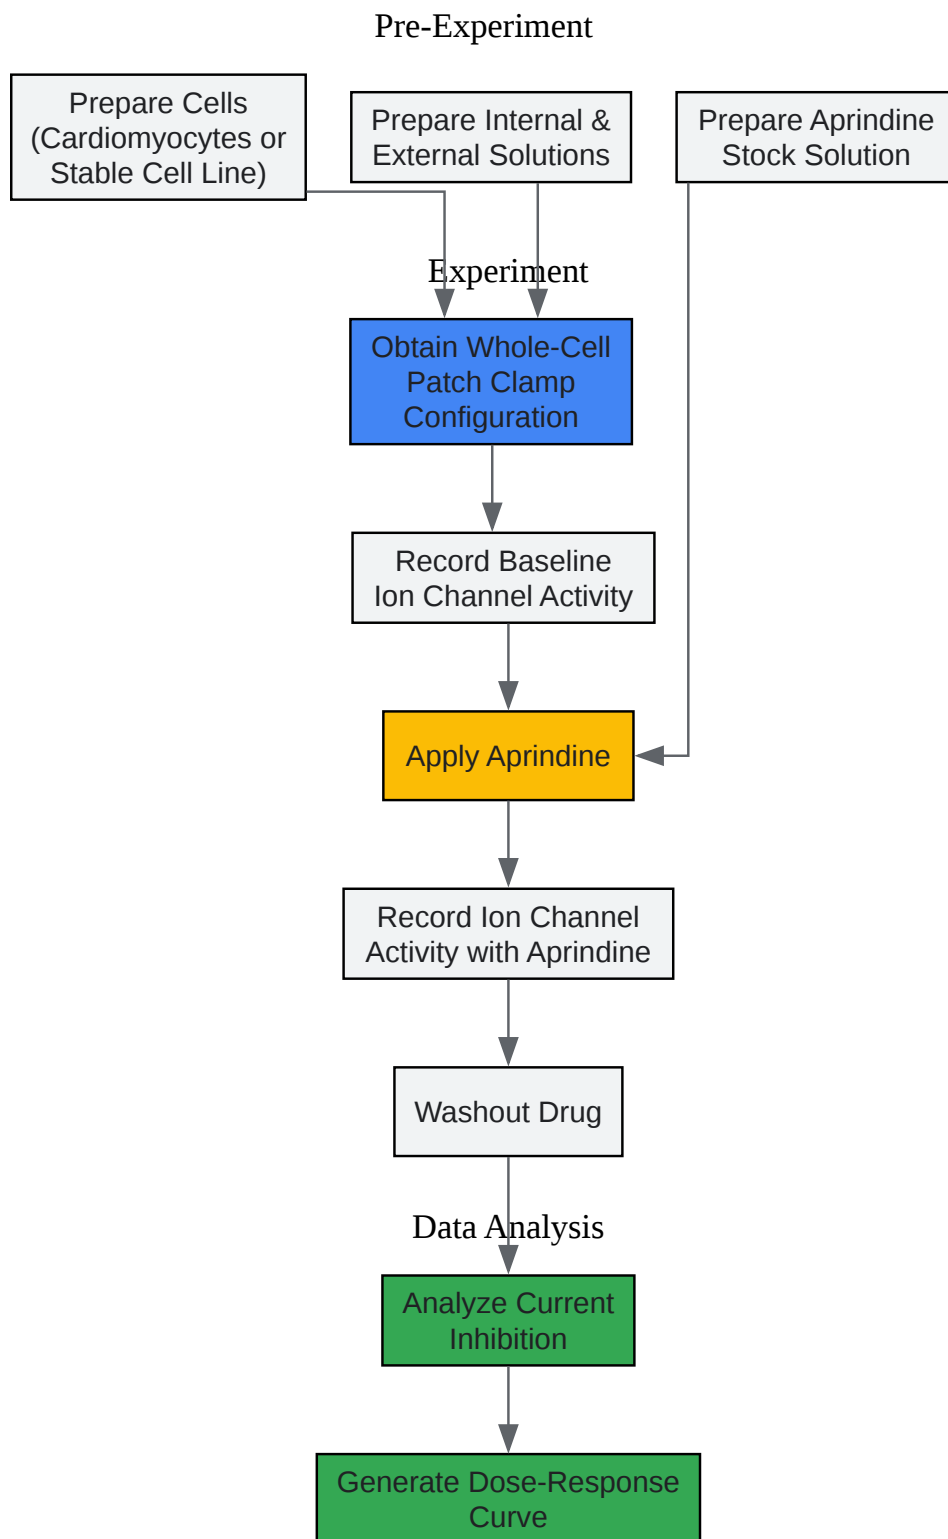 Pre-Experiment
Prepare Cells
(Cardiomyocytes or
Stable Cell Line)
Prepare Internal &
External Solutions
Prepare Aprindine
Stock Solution
Experiment
Obtain Whole-Cell
Patch Clamp
Configuration
Record Baseline
Ion Channel Activity
Apply Aprindine
Record Ion Channel
Activity with Aprindine
Washout Drug
Data Analysis
Analyze Current
Inhibition
Generate Dose-Response
Curve